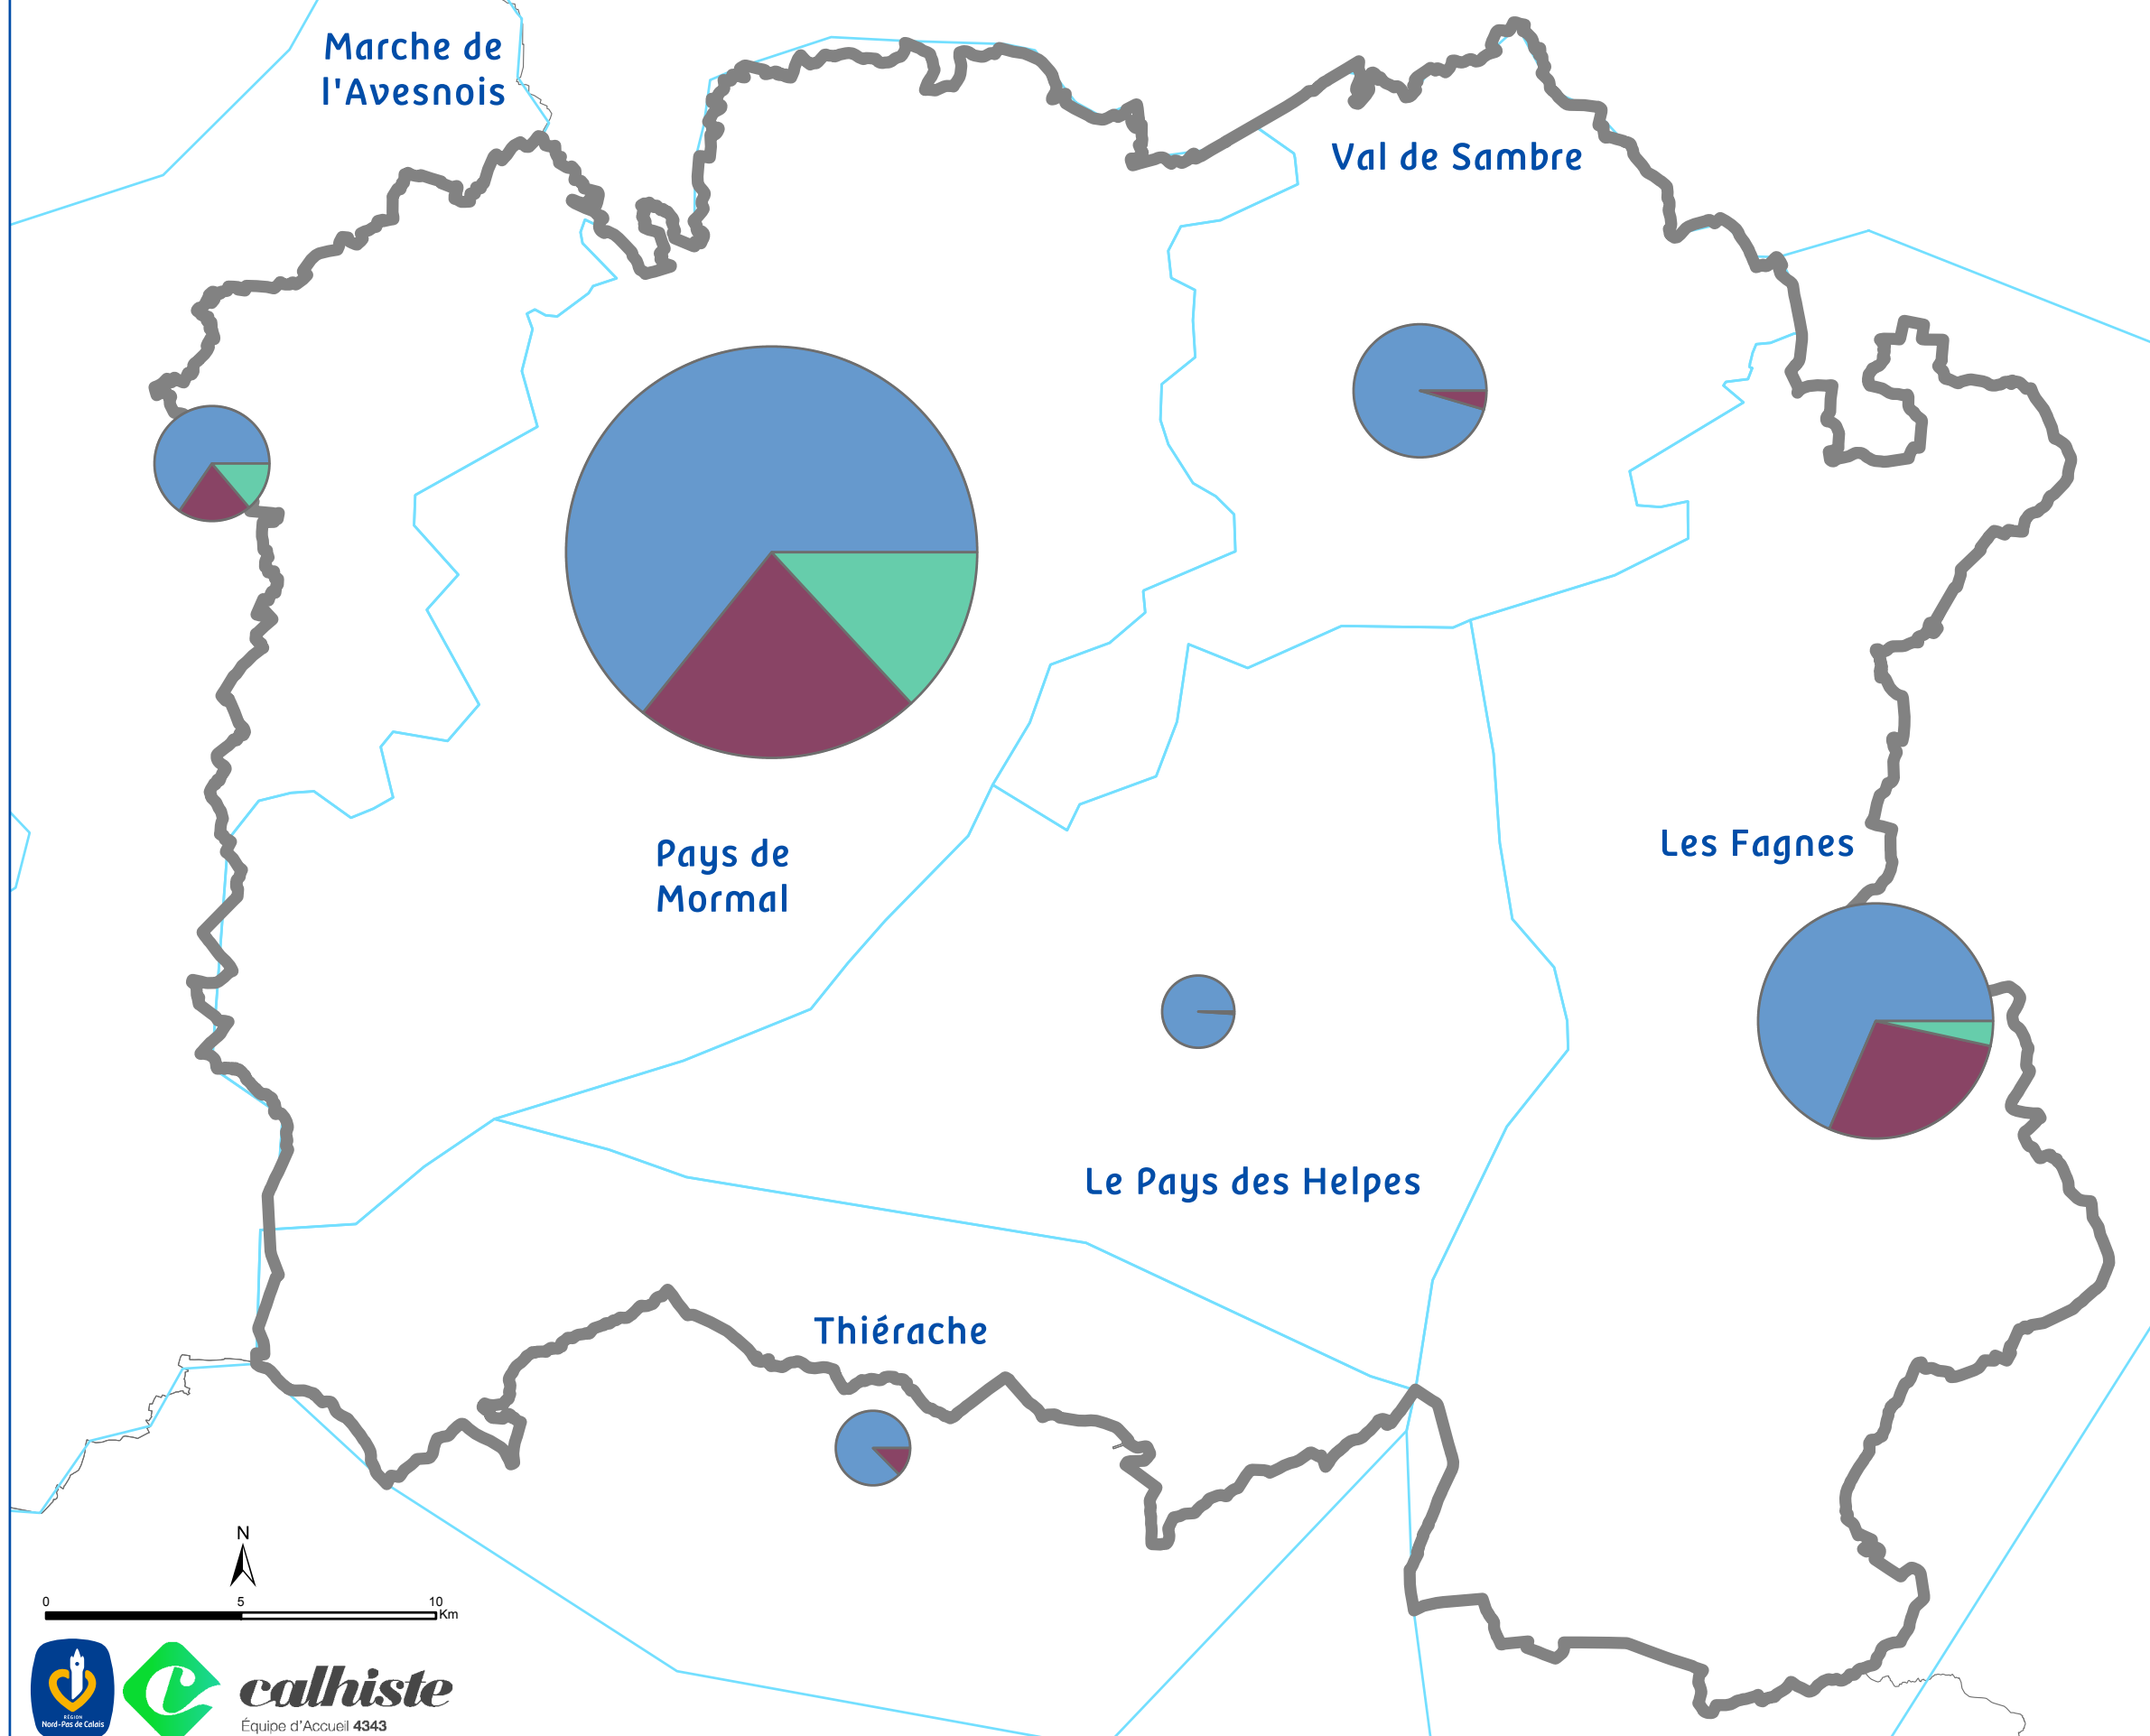 Marche de
l'Avesnois
Val de Sambre
Pays de
Mormal
Les Fagnes
Le Pays des Helpes
Thiérache
N
0 5 10
Km
RÉGION
Nord-Pas de Calais
calhiste
Équipe d'Accueil 4343